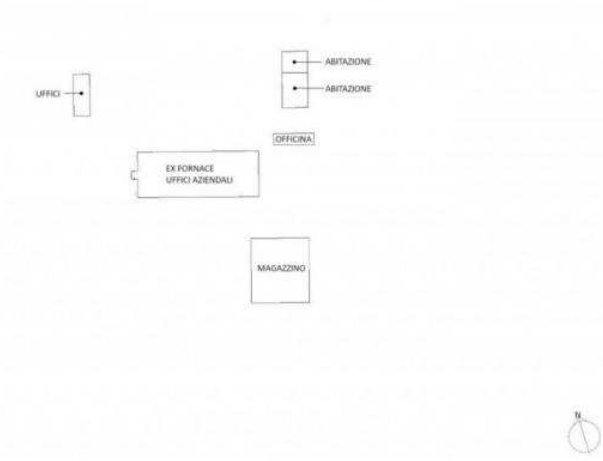 ABITAZIONE
UFFICI
ABITAZIONE
OFFICINA
EX FORNACE
UFFICI AZIENDALI
MAGAZZINO
N